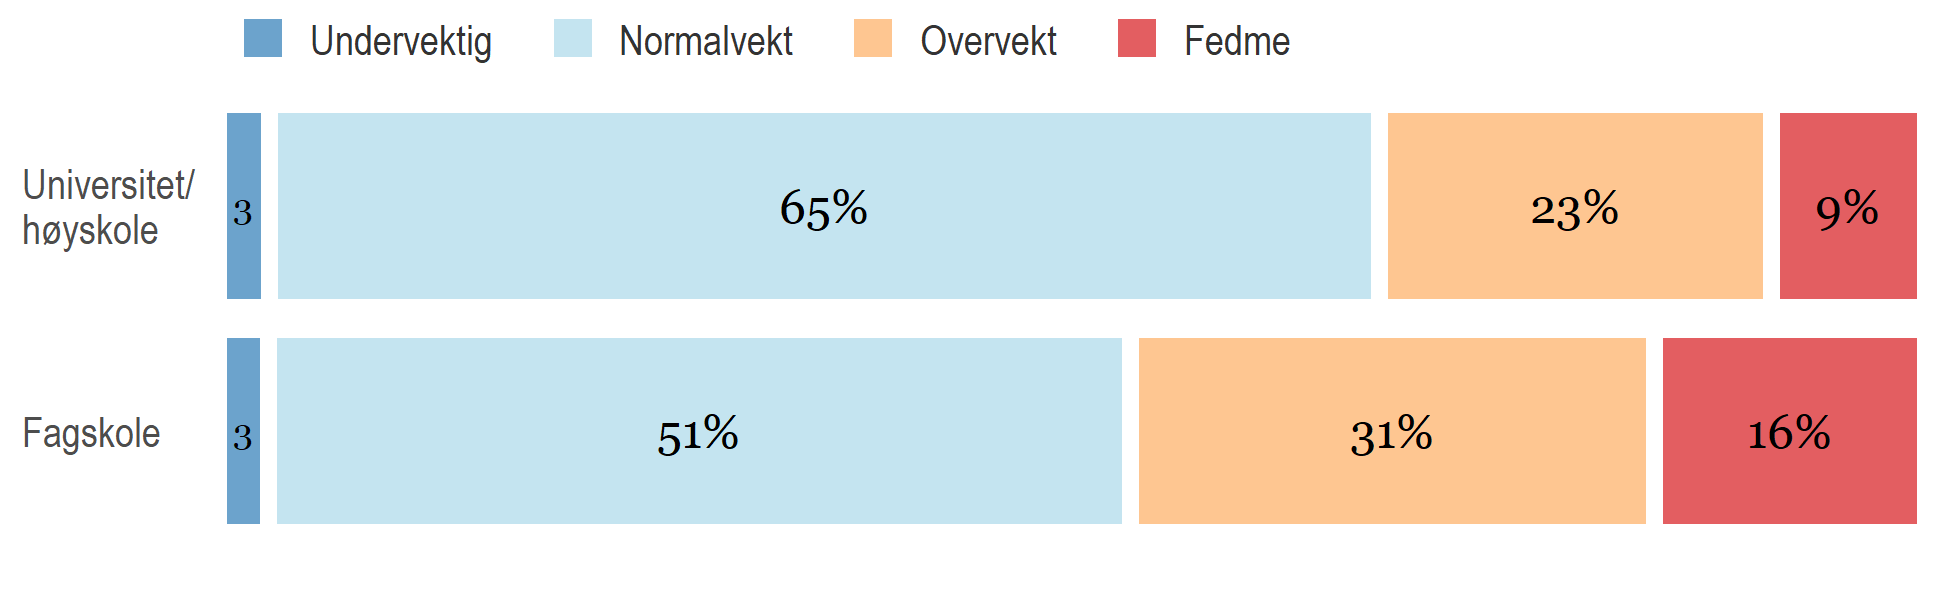 Undervektig Normalvekt Overvekt Fedme
Universitet/
høyskole
3 65% 23% 9%
Fagskole
3 51% 31% 16%